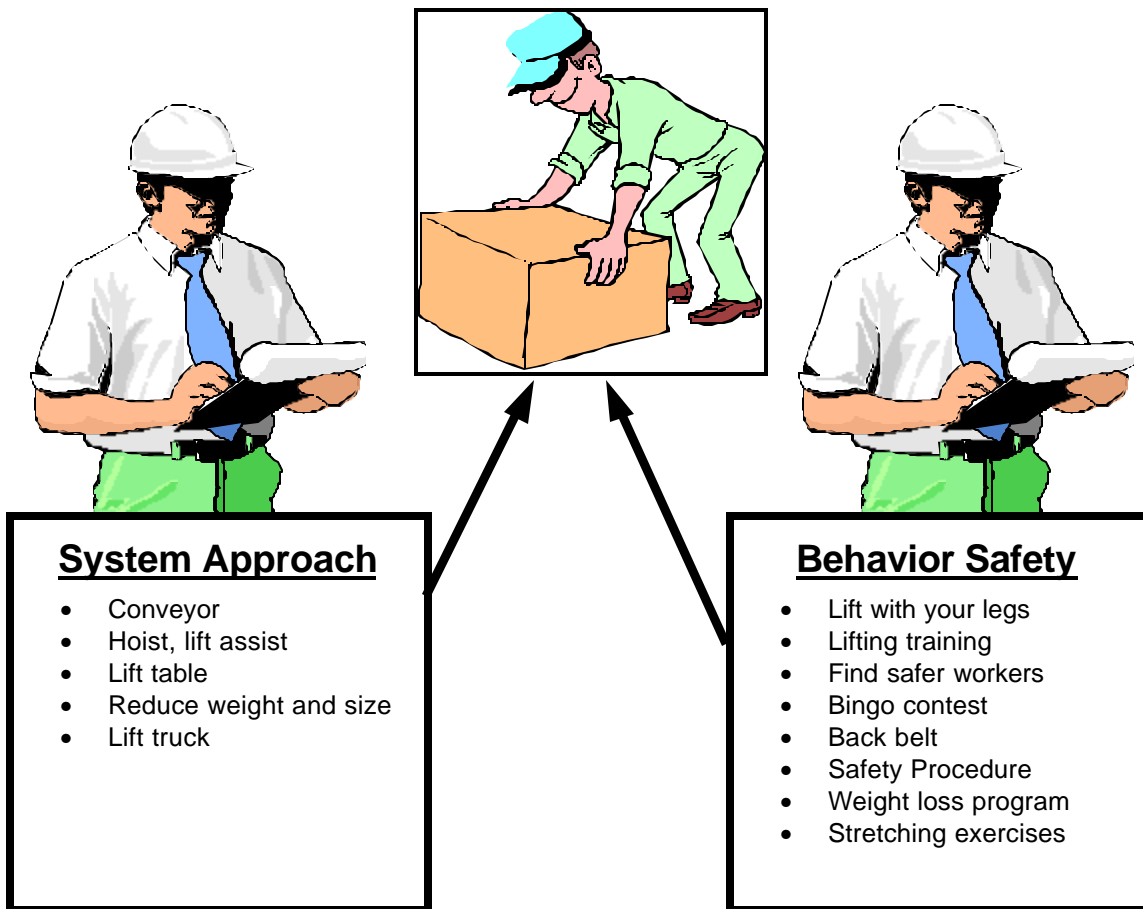 System Approach
• Conveyor
• Hoist, lift assist
• Lift table
• Reduce weight and size
• Lift truck
Behavior Safety
• Lift with your legs
• Lifting training
• Find safer workers
• Bingo contest
• Back belt
• Safety Procedure
• Weight loss program
• Stretching exercises